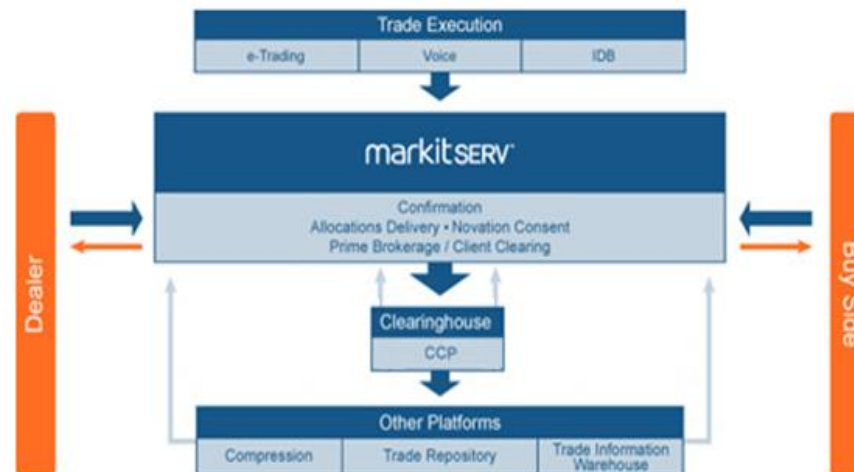 Trade Execution
e-Trading
Voice
IDB
markitSERV
Confirmation
Allocations Delivery • Novation Consent
Prime Brokerage / Client Clearing
Dealer
Buy Side
Clearinghouse
CCP
Other Platforms
Compression
Trade Repository
Trade Information
Warehouse